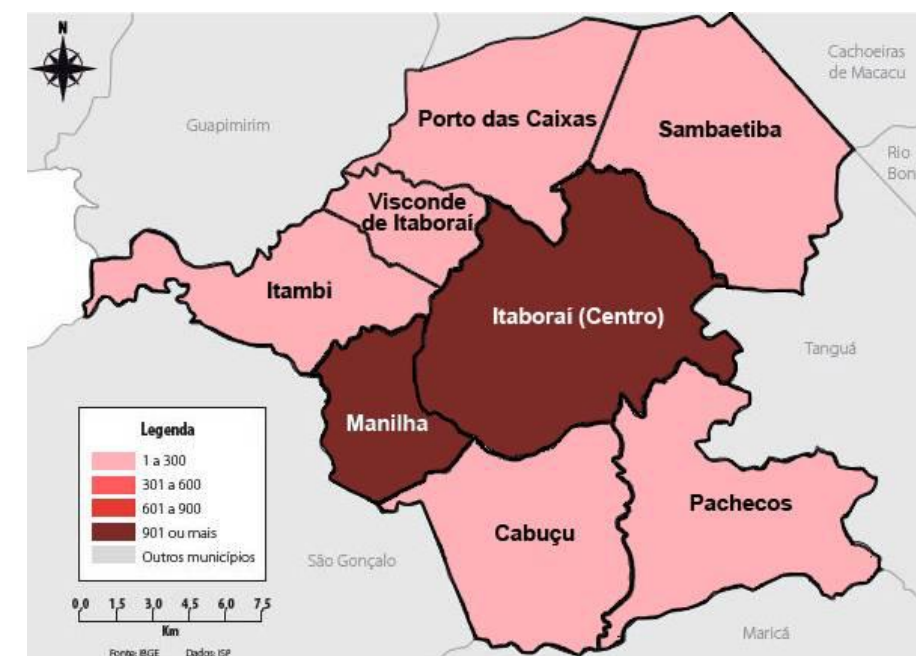 N
Cachoeiras
de Macacu
Guapimirim
Porto das Caixas
Sambaetiba
Rio
Bon
Visconde
de Itaboraí
Itambi
Itaboraí (Centro)
Tanguá
Manilha
Legenda
1 a 300
301 a 600
601 a 900
901 ou mais
Outros municípios
Pachecos
Cabuçu
São Gonçalo
0,0 1,5 3,0 4,5 6,0 7,5
Km
Maricá
Fonte: IBGE Dados: ISP